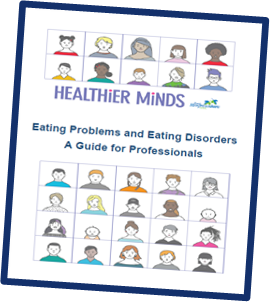 HEALTHiER MiNDS
Eating Problems and Eating Disorders
A Guide for Professionals